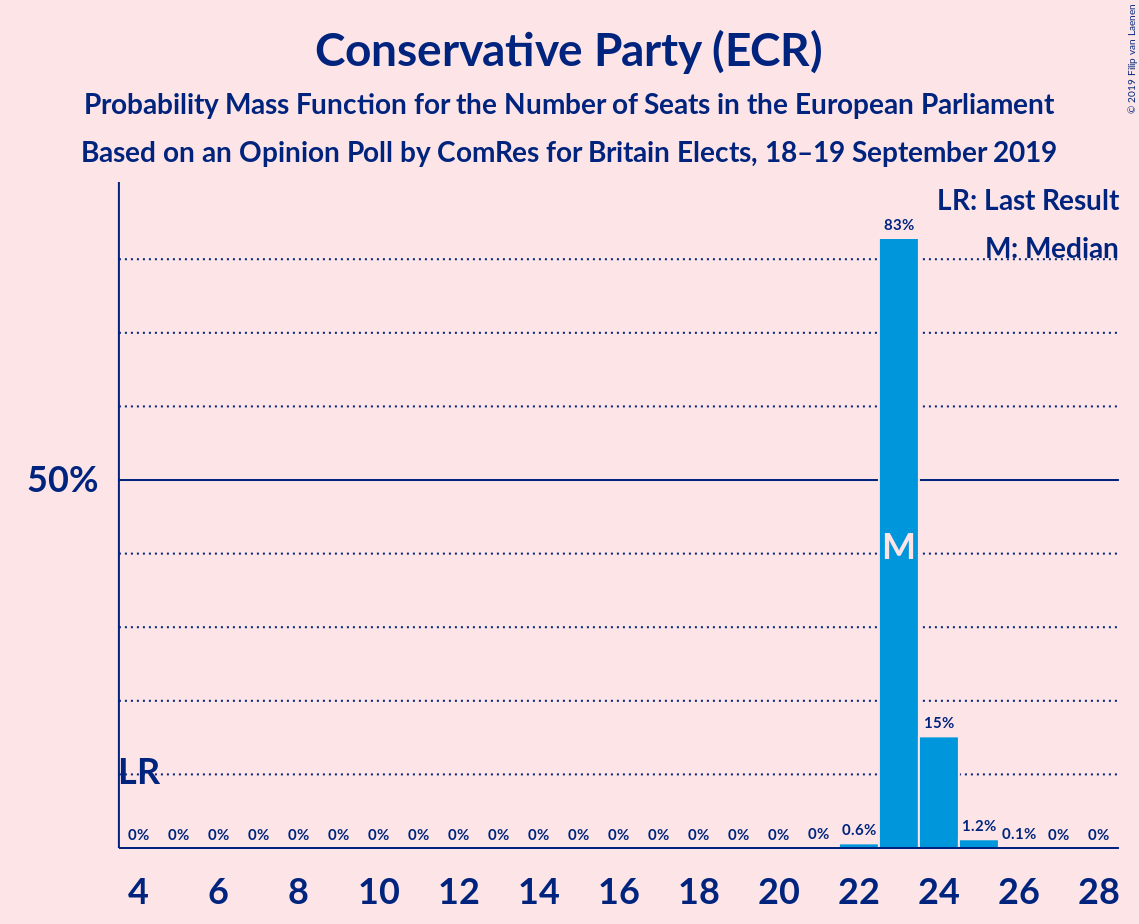 Conservative Party (ECR)
Probability Mass Function for the Number of Seats in the European Parliament
Based on an Opinion Poll by ComRes for Britain Elects, 18–19 September 2019
© 2019 Filip van Laenen
LR: Last Result
M: Median
83%
50%
M
15%
LR
0% 0% 0% 0% 0% 0% 0% 0% 0% 0% 0% 0% 0% 0% 0% 0% 0% 0% 0.6% 1.2% 0.1% 0% 0%
4 6 8 10 12 14 16 18 20 22 24 26 28